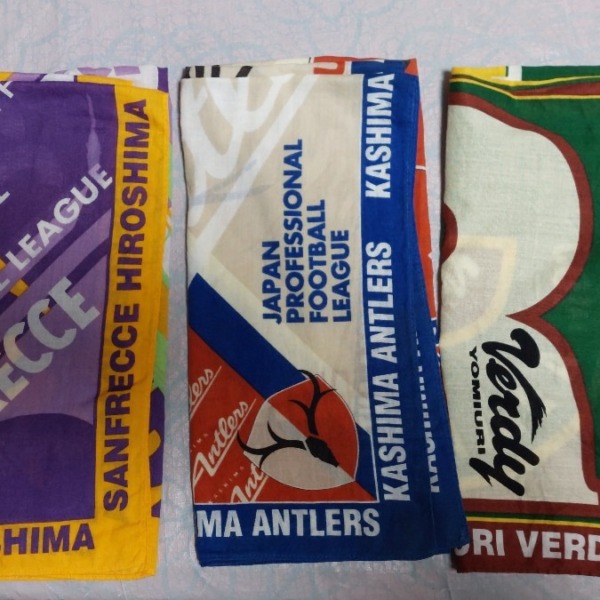 LEAGUE
RECCE
SANFRECCE HIROSHIMA
SHIMA
JAPAN
PROFESSIONAL
FOOTBALL
LEAGUE
KASHIMA ANTLERS
KASHIMA
Antlers
Antlers
MA ANTLERS
Verdy
YOMIURI
URI VERD